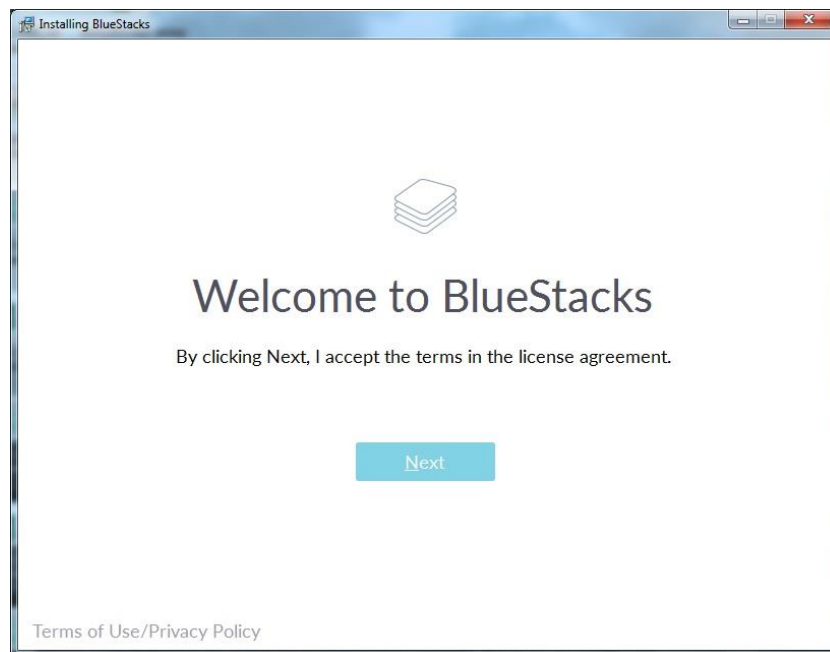 Installing BlueStacks
Welcome to BlueStacks
By clicking Next, I accept the terms in the license agreement.
Next
Terms of Use/Privacy Policy